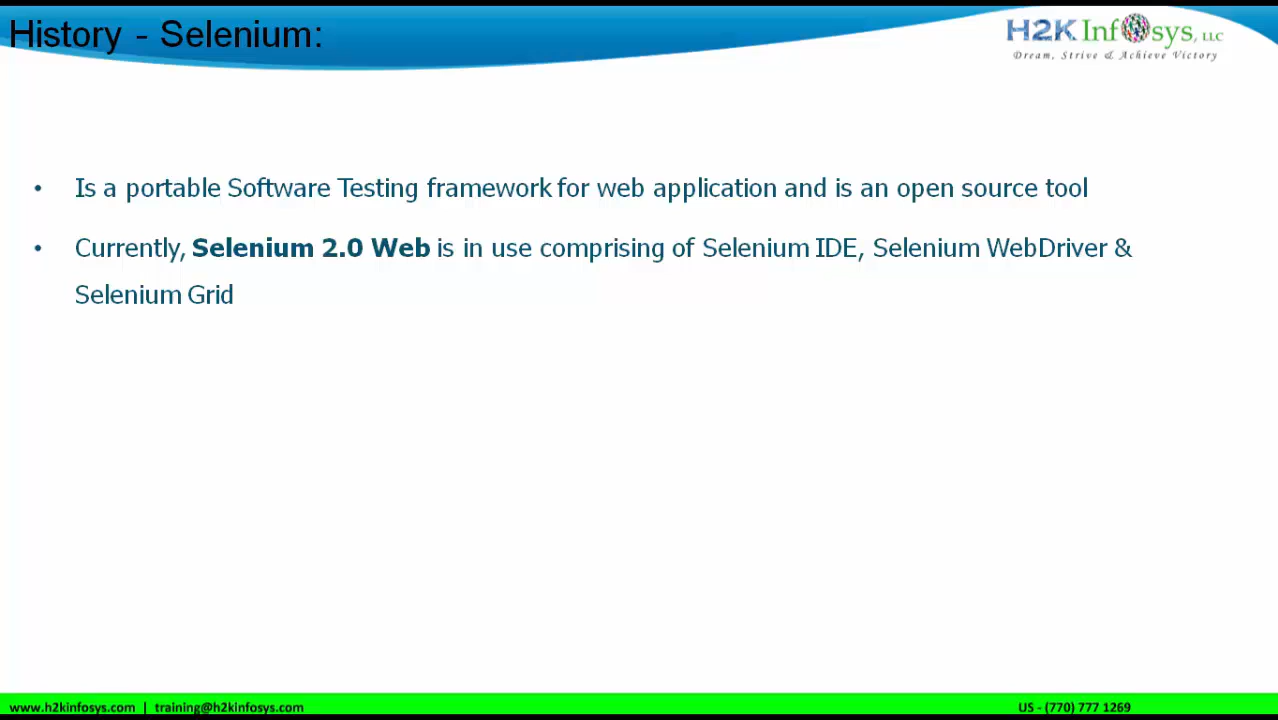 History - Selenium:
H2K Infosys, LLC
Dream, Strive & Achieve Victory
• Is a portable Software Testing framework for web application and is an open source tool
• Currently, Selenium 2.0 Web is in use comprising of Selenium IDE, Selenium WebDriver &
Selenium Grid
www.h2kinfosys.com | training@h2kinfosys.com
US - (770) 777 1269